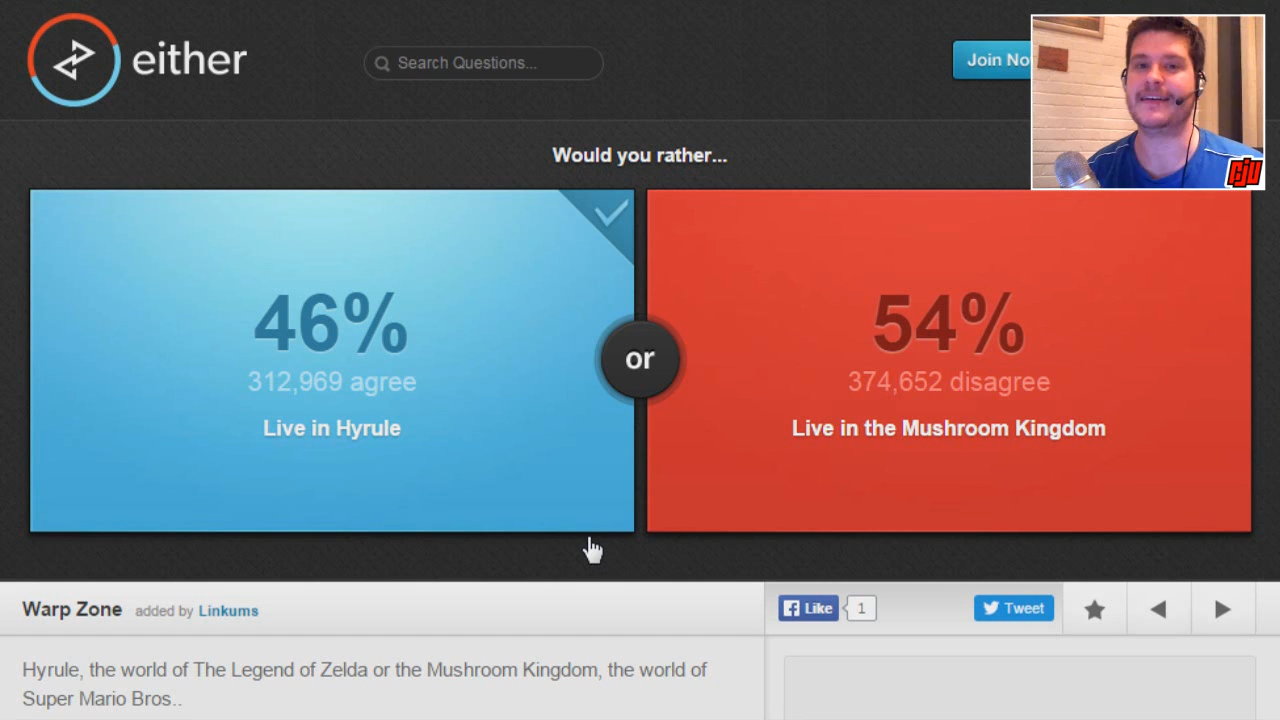 either
Search Questions...
Join No
Would you rather...
46%
312,969 agree
Live in Hyrule
or
54%
374,652 disagree
Live in the Mushroom Kingdom
Warp Zone added by Linkums
Like 1 Tweet
Hyrule, the world of The Legend of Zelda or the Mushroom Kingdom, the world of
Super Mario Bros..